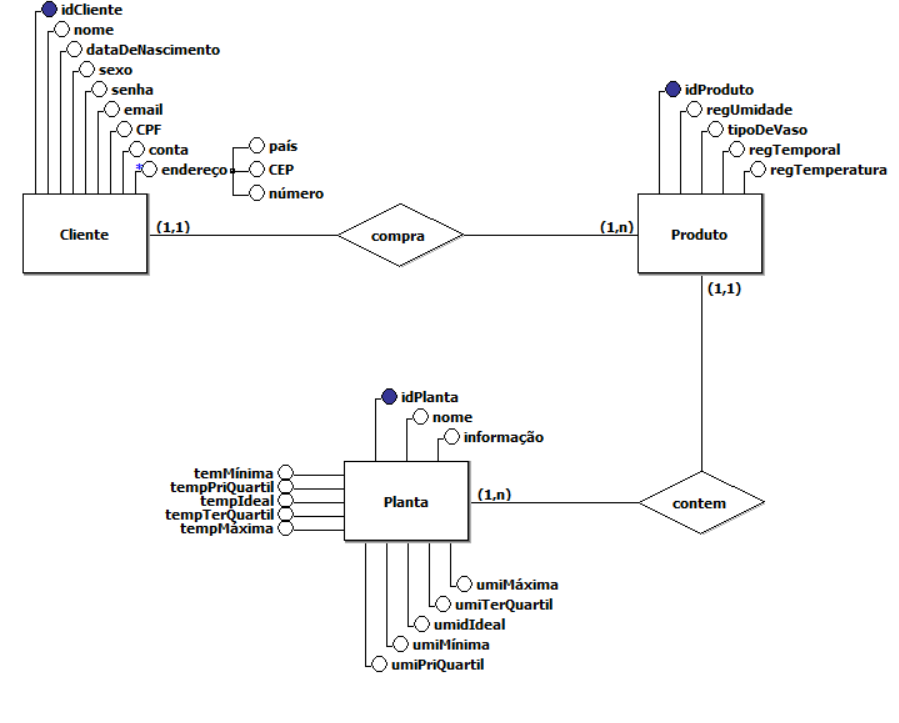 idCliente
nome
dataDeNascimento
sexo
senha
email
CPF
conta
* endereço
país
CEP
número
Cliente
(1,1)
compra
(1,n)
Produto
idProduto
regUmidade
tipoDeVaso
regTemporal
regTemperatura
(1,1)
contem
(1,n)
Planta
idPlanta
nome
informação
temMínima
tempPriQuartil
tempIdeal
tempTerQuartil
tempMáxima
umiMáxima
umiTerQuartil
umidIdeal
umiMínima
umiPriQuartil